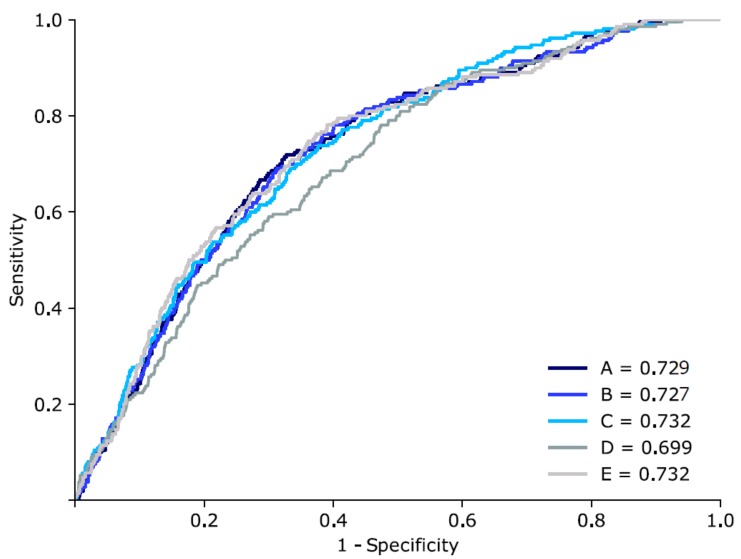 1.0
0.8
0.6
0.4
0.2
Sensitivity
A = 0.729
B = 0.727
C = 0.732
D = 0.699
E = 0.732
0.2 0.4 0.6 0.8 1.0
1 - Specificity